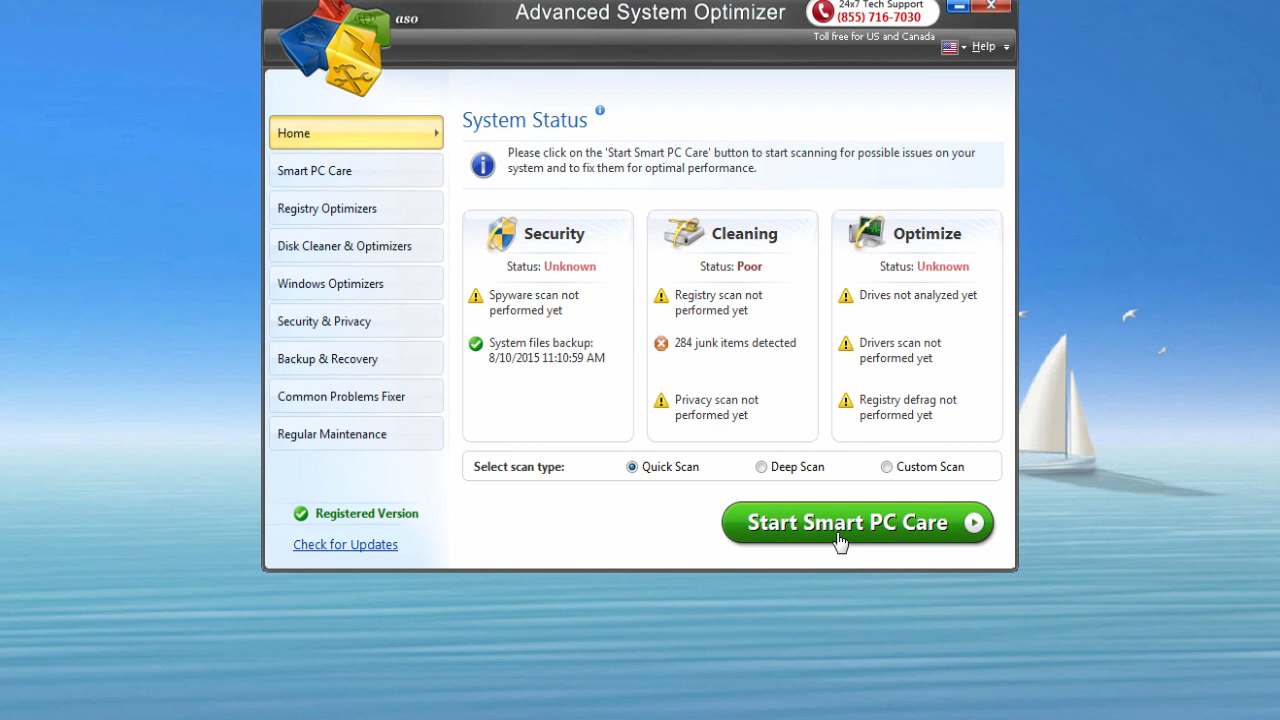 aso
Advanced System Optimizer
24x7 Tech Support
(855) 716-7030
Toll free for US and Canada
Help
Home
Smart PC Care
Registry Optimizers
Disk Cleaner & Optimizers
Windows Optimizers
Security & Privacy
Backup & Recovery
Common Problems Fixer
Regular Maintenance
Registered Version
Check for Updates
System Status
Please click on the 'Start Smart PC Care' button to start scanning for possible issues on your
system and to fix them for optimal performance.
Security
Status: Unknown
Spyware scan not
performed yet
System files backup:
8/10/2015 11:10:59 AM
Cleaning
Status: Poor
Registry scan not
performed yet
284 junk items detected
Privacy scan not
performed yet
Optimize
Status: Unknown
Drives not analyzed yet
Drivers scan not
performed yet
Registry defrag not
performed yet
Select scan type:
Quick Scan
Deep Scan
Custom Scan
Start Smart PC Care